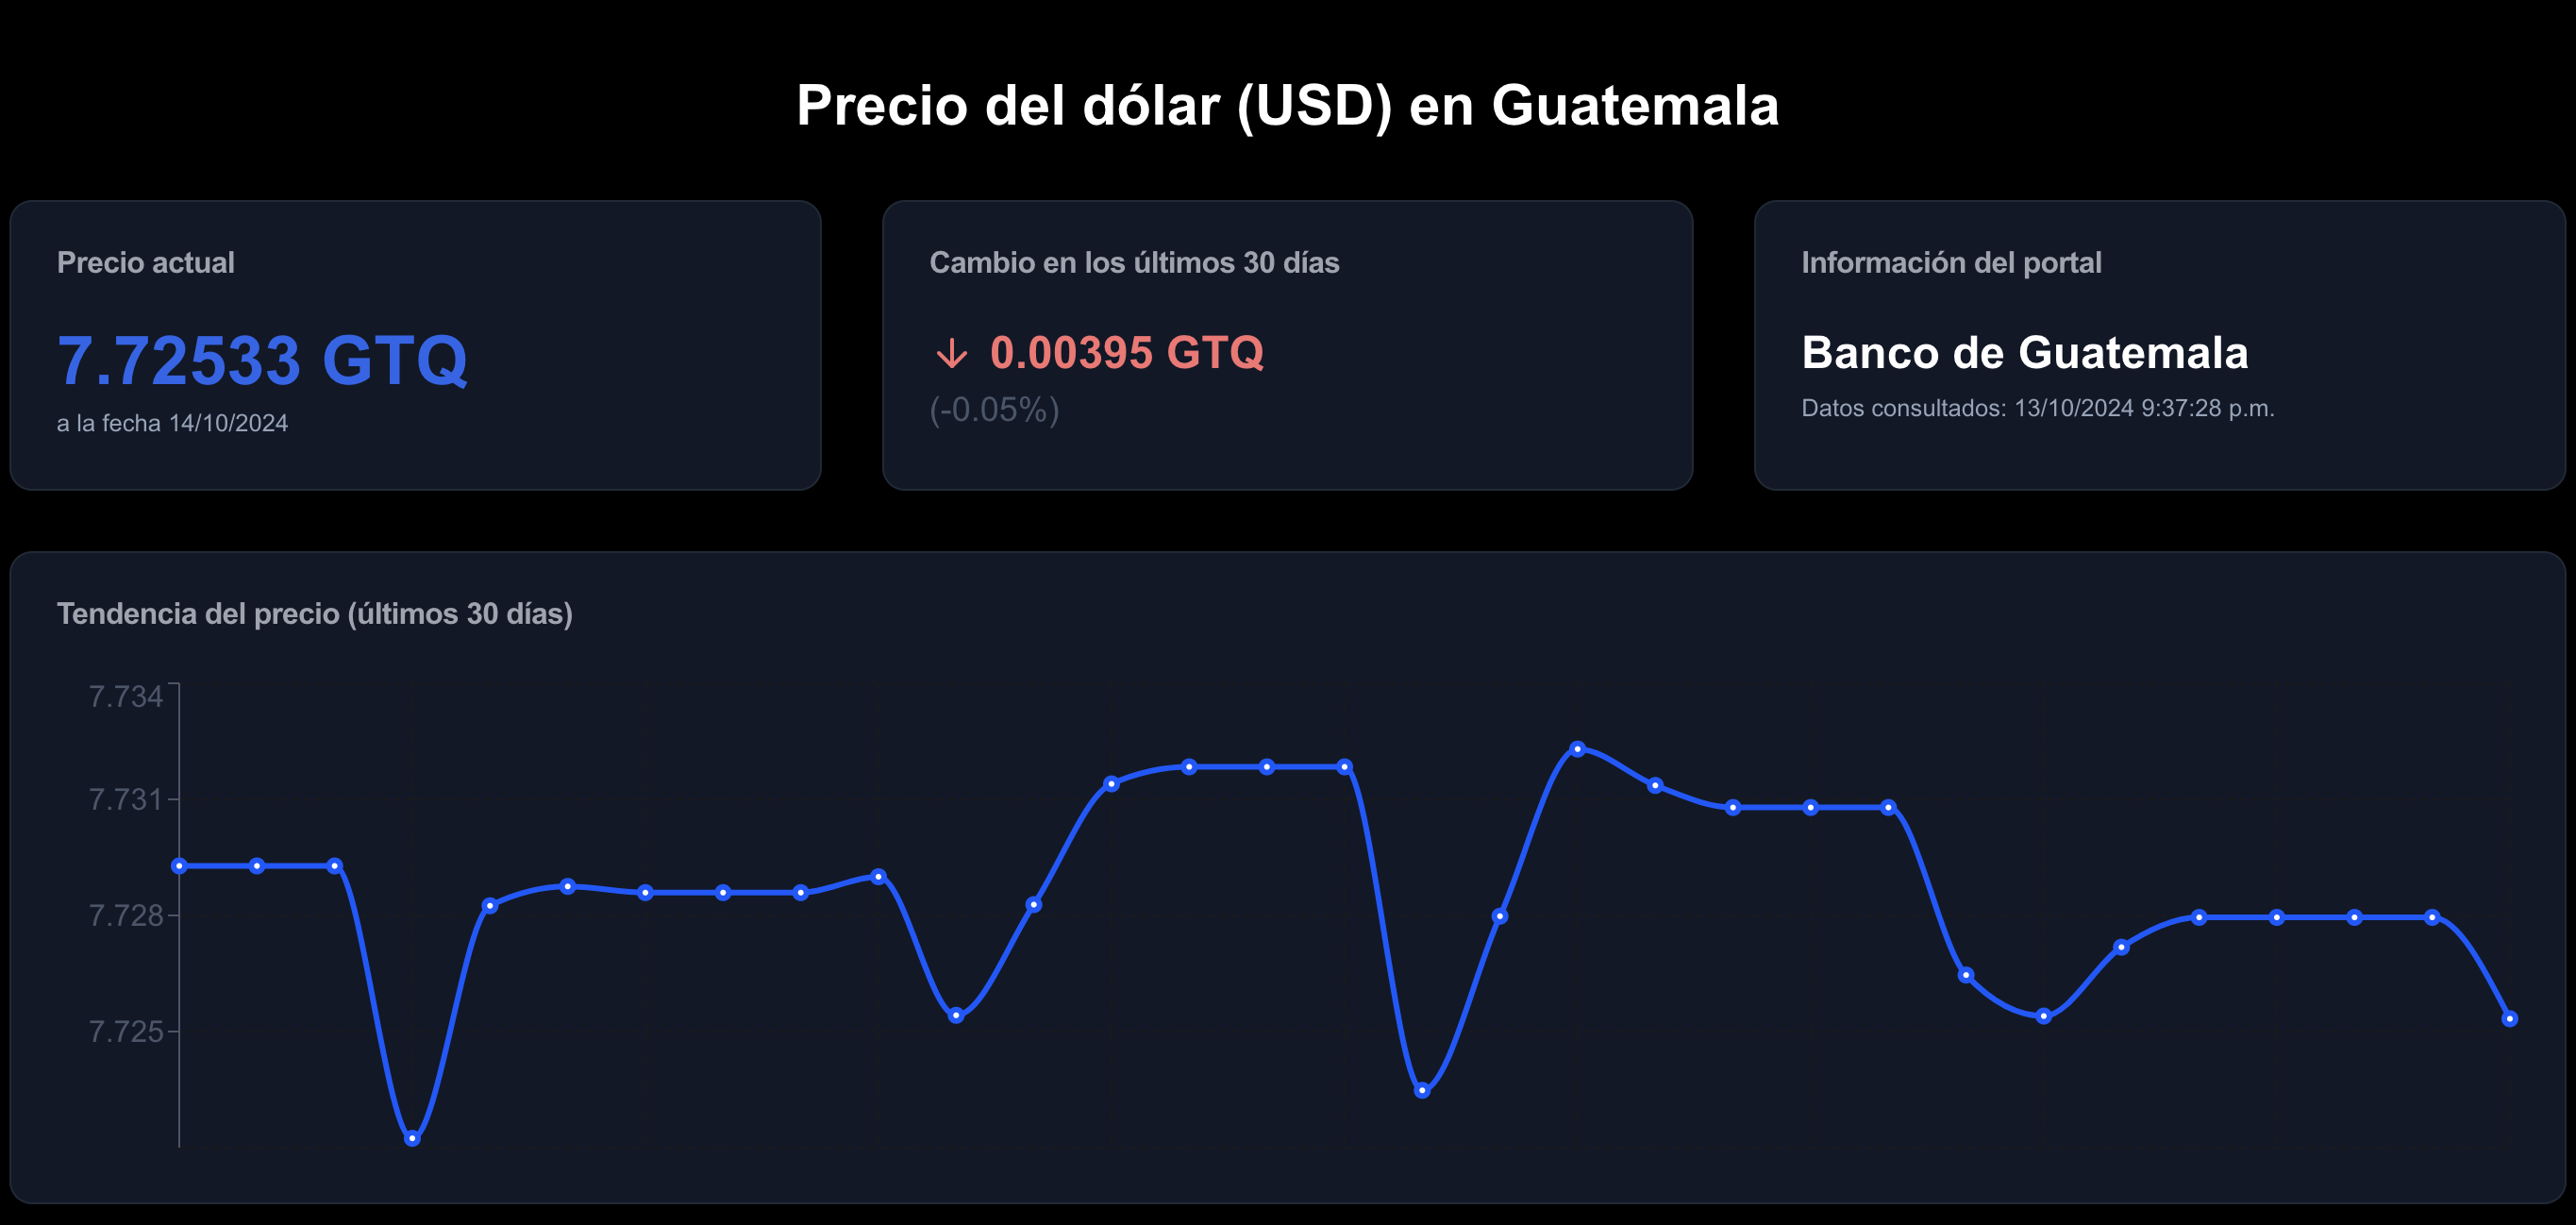 Precio del dólar (USD) en Guatemala
Precio actual
7.72533 GTQ
a la fecha 14/10/2024
Cambio en los últimos 30 días
↓ 0.00395 GTQ
(-0.05%)
Información del portal
Banco de Guatemala
Datos consultados: 13/10/2024 9:37:28 p.m.
Tendencia del precio (últimos 30 días)
7.734
7.731
7.728
7.725